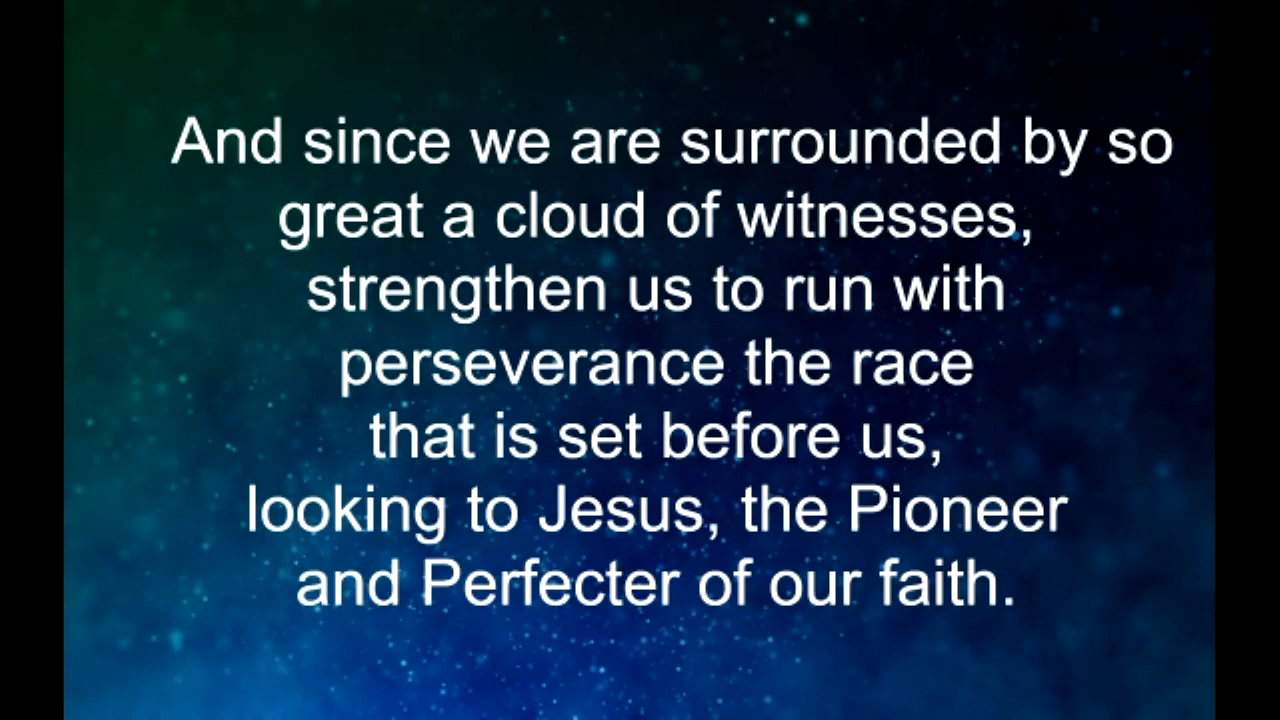 And since we are surrounded by so
great a cloud of witnesses,
strengthen us to run with
perseverance the race
that is set before us,
looking to Jesus, the Pioneer
and Perfecter of our faith.